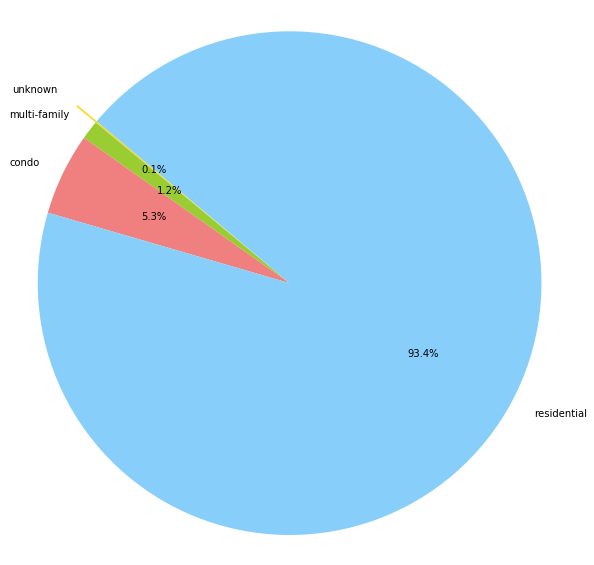 unknown
multi-family
condo
0.1%
1.2%
5.3%
93.4%
residential